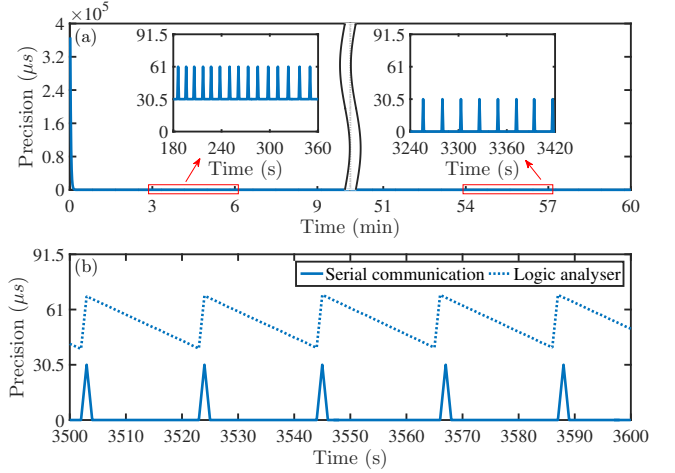 ×10⁵
(a)
Precision (μs)
4
3.2
2.4
1.6
0.8
0
91.5
61
30.5
0
180 240 300 360
Time (s)
91.5
61
30.5
0
3240 3300 3360 3420
Time (s)
0 3 6 9 51 54 57 60
Time (min)
(b)
Serial communication Logic analyser
Precision (μs)
91.5
61
30.5
0
3500 3510 3520 3530 3540 3550 3560 3570 3580 3590 3600
Time (s)